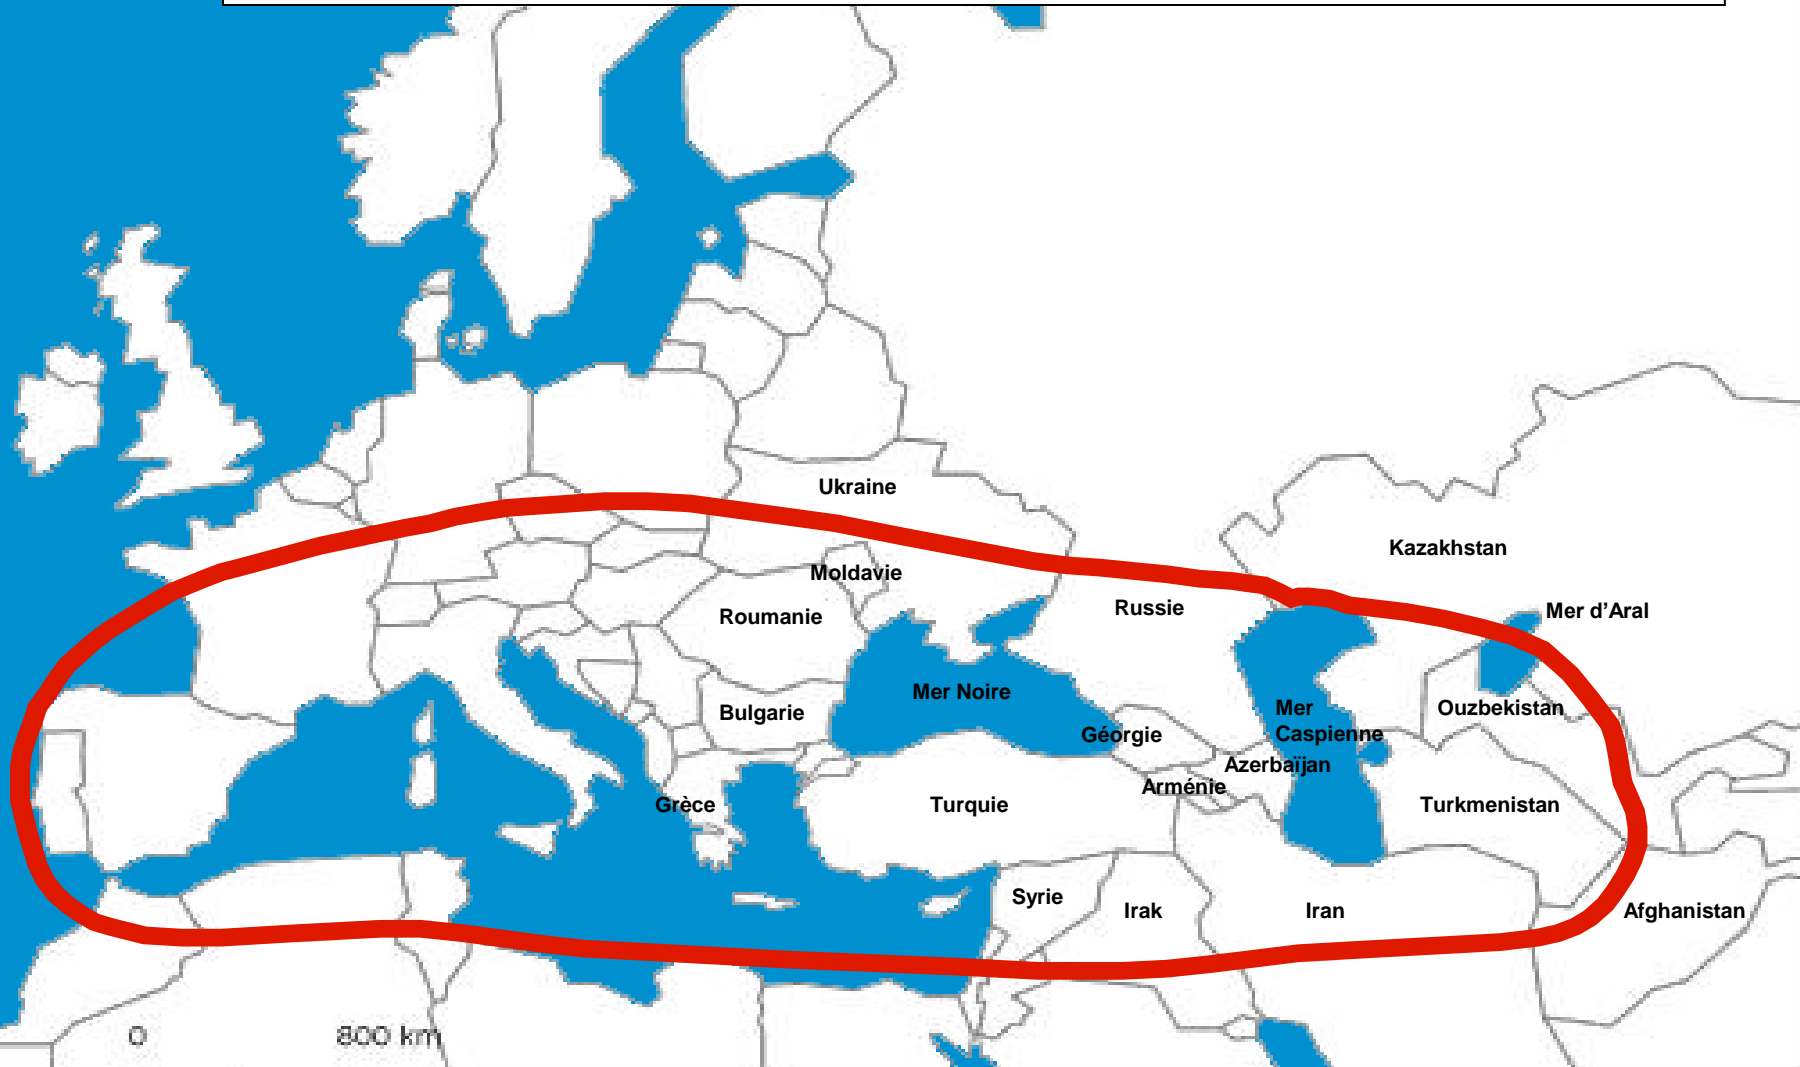 Ukraine
Kazakhstan
Moldavie
Russie
Mer d’Aral
Roumanie
Mer Noire
Bulgarie
Mer
Caspienne
Ouzbekistan
Géorgie
Azerbaïjan
Arménie
Grèce
Turquie
Turkmenistan
Syrie
Irak
Iran
Afghanistan
0 800 km